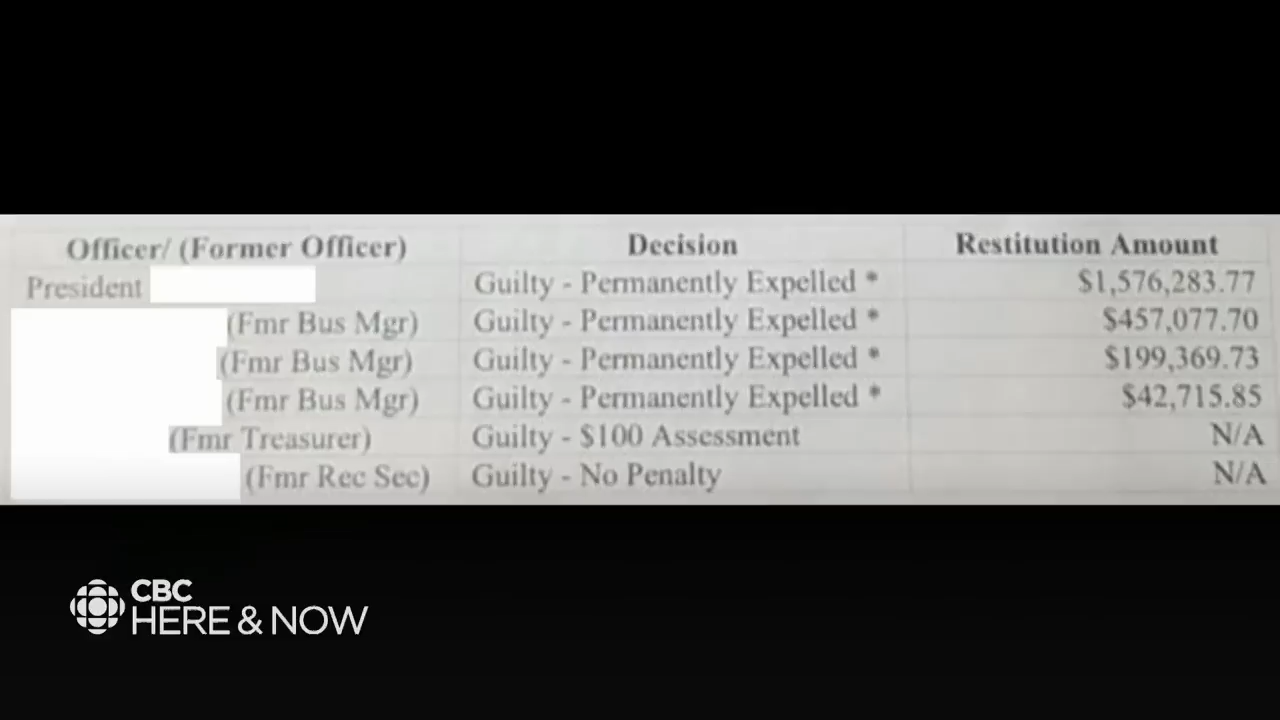 Officer/ (Former Officer) Decision Restitution Amount
President Guilty - Permanently Expelled * $1,576,283.77
(Fmr Bus Mgr) Guilty - Permanently Expelled * $457,077.70
(Fmr Bus Mgr) Guilty - Permanently Expelled * $199,369.73
(Fmr Bus Mgr) Guilty - Permanently Expelled * $42,715.85
(Fmr Treasurer) Guilty - $100 Assessment N/A
(Fmr Rec Sec) Guilty - No Penalty N/A
CBC
HERE & NOW